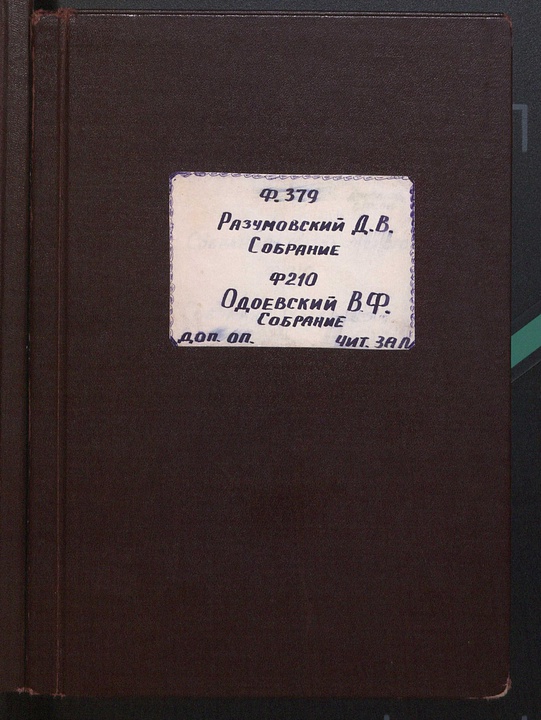 Ф. 379
Разумовский Д.В.
Собрание
Ф210
Одоевский В.Ф.
Собрание
Доп. оп. Чит. зал